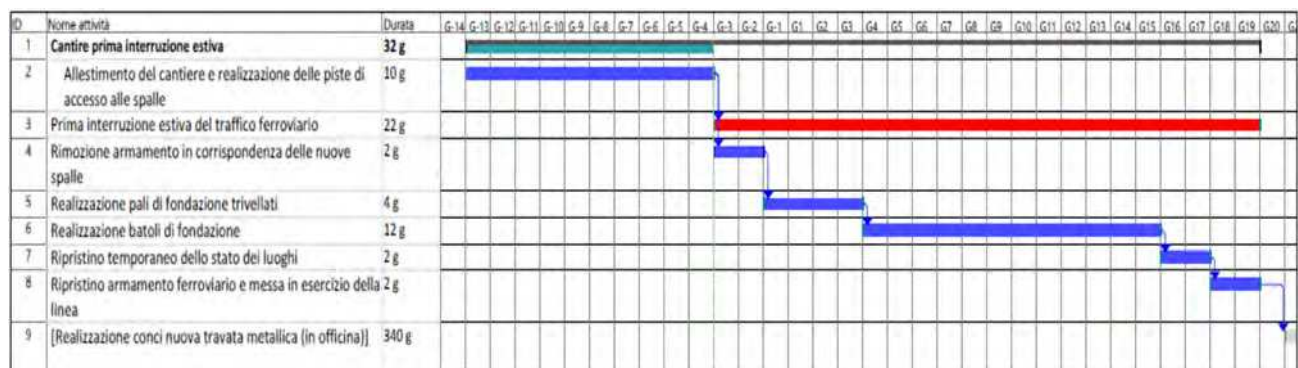 ID Nome attività Durata G-14 G-13 G-12 G-11 G-10 G-9 G-8 G-7 G-6 G-5 G-4 G-3 G-2 G-1 G1 G2 G3 G4 G5 G6 G7 G8 G9 G10 G11 G12 G13 G14 G15 G16 G17 G18 G19 G20
1 Cantire prima interruzione estiva 32 g
2 Allestimento del cantiere e realizzazione delle piste di 10 g
accesso alle spalle
3 Prima interruzione estiva del traffico ferroviario 22 g
4 Rimozione armamento in corrispondenza delle nuove 2 g
spalle
5 Realizzazione pali di fondazione trivellati 4 g
6 Realizzazione batoli di fondazione 12 g
7 Ripristino temporaneo dello stato dei luoghi 2 g
8 Ripristino armamento ferroviario e messa in esercizio della 2 g
linea
9 [Realizzazione conci nuova travata metallica (in officina)] 340 g